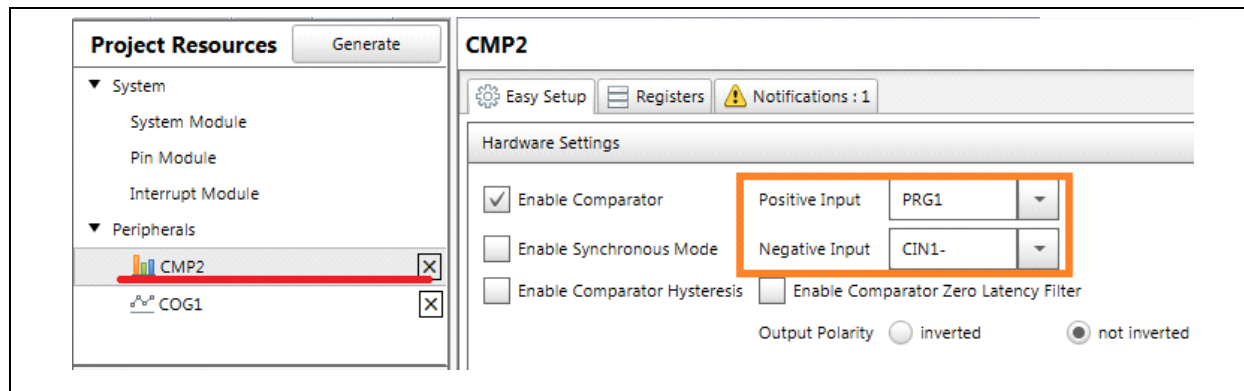 Project Resources
Generate
▼ System
System Module
Pin Module
Interrupt Module
▼ Peripherals
CMP2
COG1
CMP2
Easy Setup
Registers
Notifications : 1
Hardware Settings
Enable Comparator
Positive Input
PRG1
Enable Synchronous Mode
Negative Input
CIN1-
Enable Comparator Hysteresis
Enable Comparator Zero Latency Filter
Output Polarity
inverted
not inverted